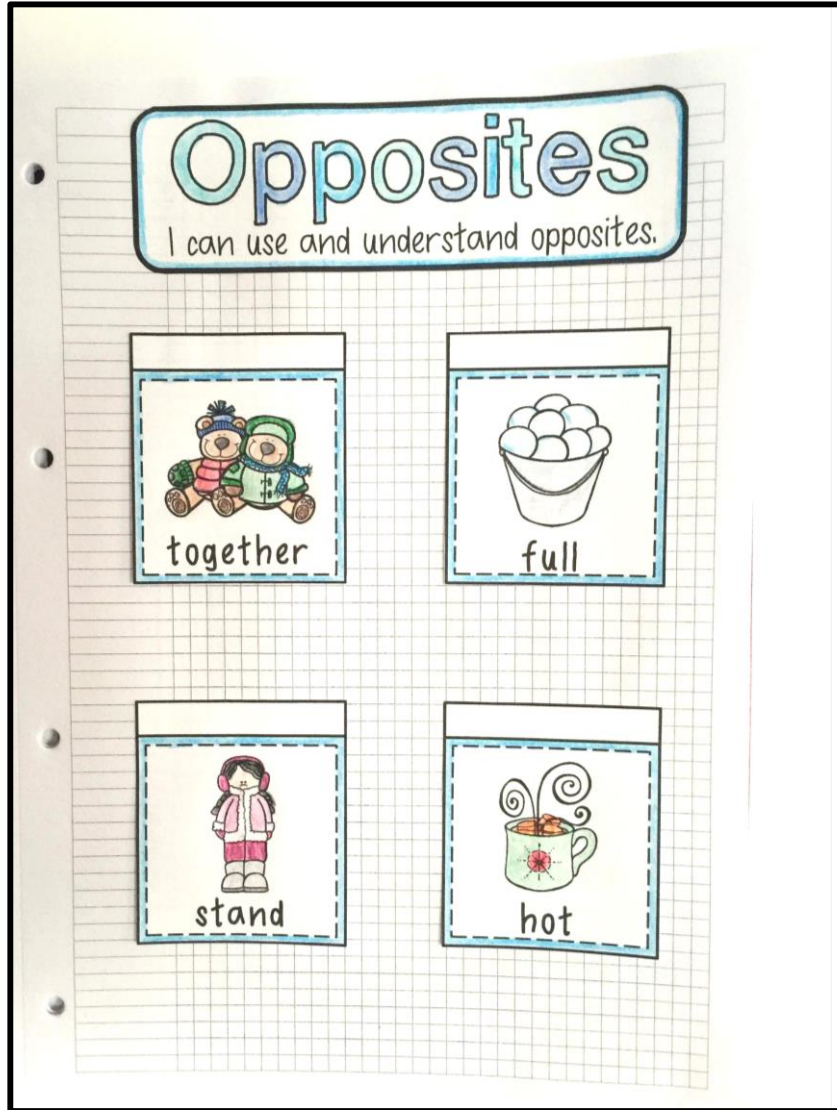 Opposites
I can use and understand opposites.
together
full
stand
hot